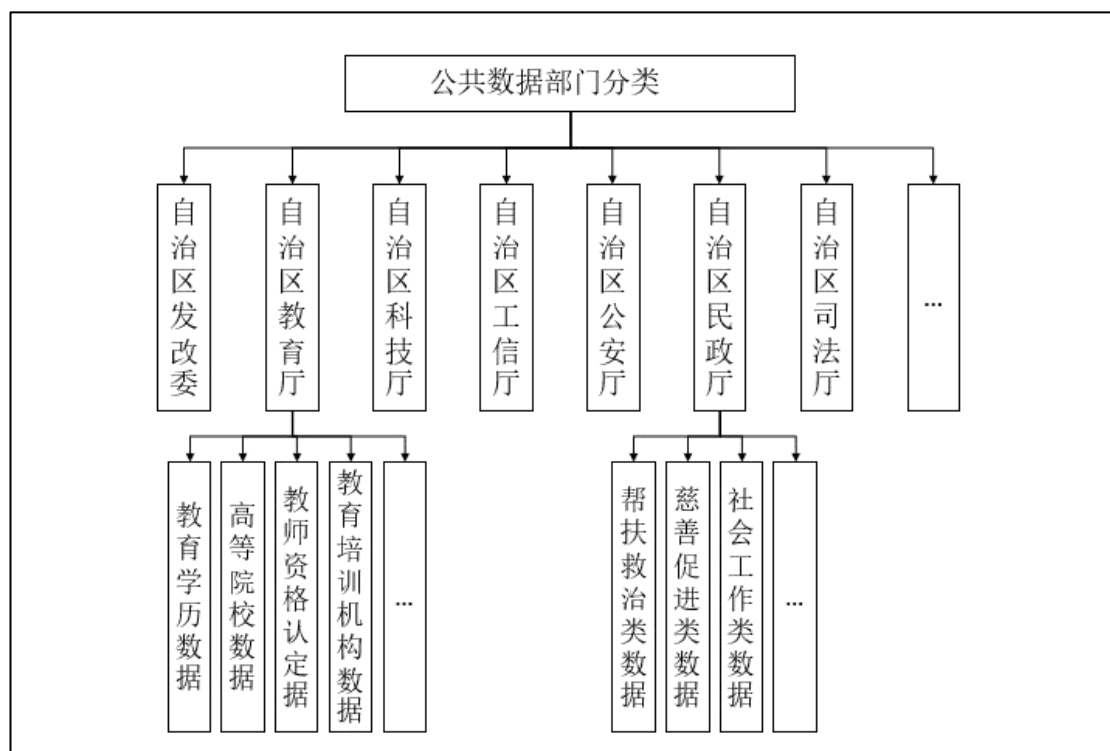 公共数据部门分类
自治区发改委
自治区教育厅
自治区科技厅
自治区工信厅
自治区公安厅
自治区民政厅
自治区司法厅
...
教育学历数据
高等院校数据
教师资格认定据
教育培训机构数据
...
帮扶救治类数据
慈善促进类数据
社会工作类数据
...